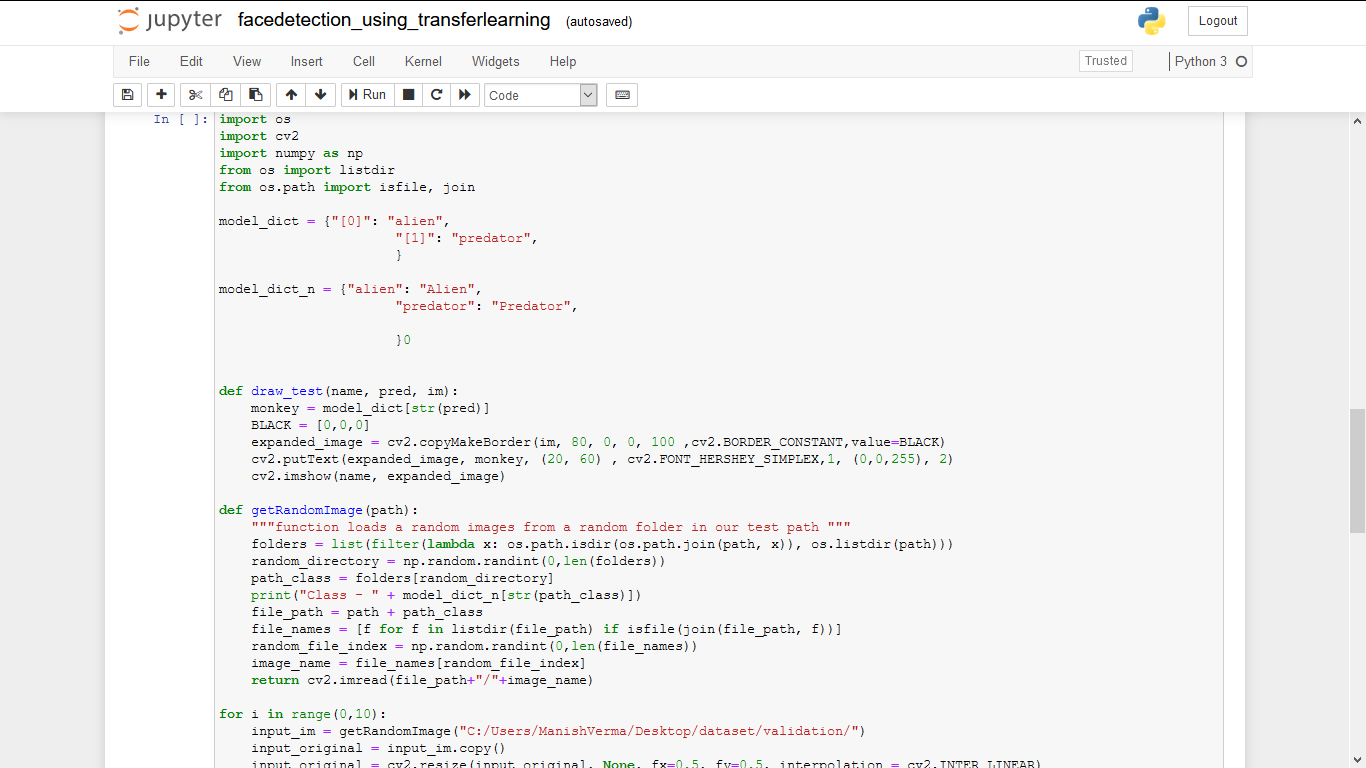 jupyter facedetection_using_transferlearning (autosaved) Logout
File Edit View Insert Cell Kernel Widgets Help Trusted Python 3
Run Code
In [ ]: import os
import cv2
import numpy as np
from os import listdir
from os.path import isfile, join
model_dict = {"[0]": "alien",
"[1]": "predator",
}
model_dict_n = {"alien": "Alien",
"predator": "Predator",
}0
def draw_test(name, pred, im):
monkey = model_dict[str(pred)]
BLACK = [0,0,0]
expanded_image = cv2.copyMakeBorder(im, 80, 0, 0, 100 ,cv2.BORDER_CONSTANT,value=BLACK)
cv2.putText(expanded_image, monkey, (20, 60) , cv2.FONT_HERSHEY_SIMPLEX,1, (0,0,255), 2)
cv2.imshow(name, expanded_image)
def getRandomImage(path):
"""function loads a random images from a random folder in our test path """
folders = list(filter(lambda x: os.path.isdir(os.path.join(path, x)), os.listdir(path)))
random_directory = np.random.randint(0,len(folders))
path_class = folders[random_directory]
print("Class - " + model_dict_n[str(path_class)])
file_path = path + path_class
file_names = [f for f in listdir(file_path) if isfile(join(file_path, f))]
random_file_index = np.random.randint(0,len(file_names))
image_name = file_names[random_file_index]
return cv2.imread(file_path+"/"+image_name)
for i in range(0,10):
input_im = getRandomImage("C:/Users/ManishVerma/Desktop/dataset/validation/")
input_original = input_im.copy()
input_original = cv2.resize(input_original, None, fx=0.5, fy=0.5, interpolation = cv2.INTER_LINEAR)